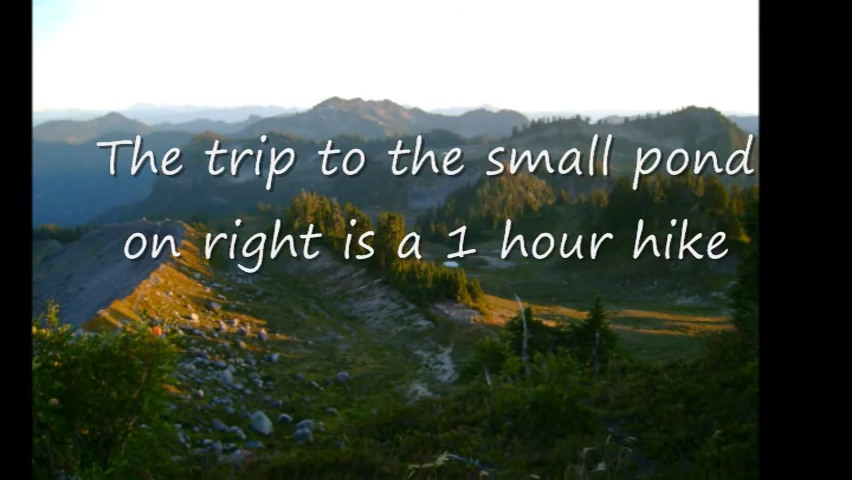 The trip to the small pond
on right is a 1 hour hike